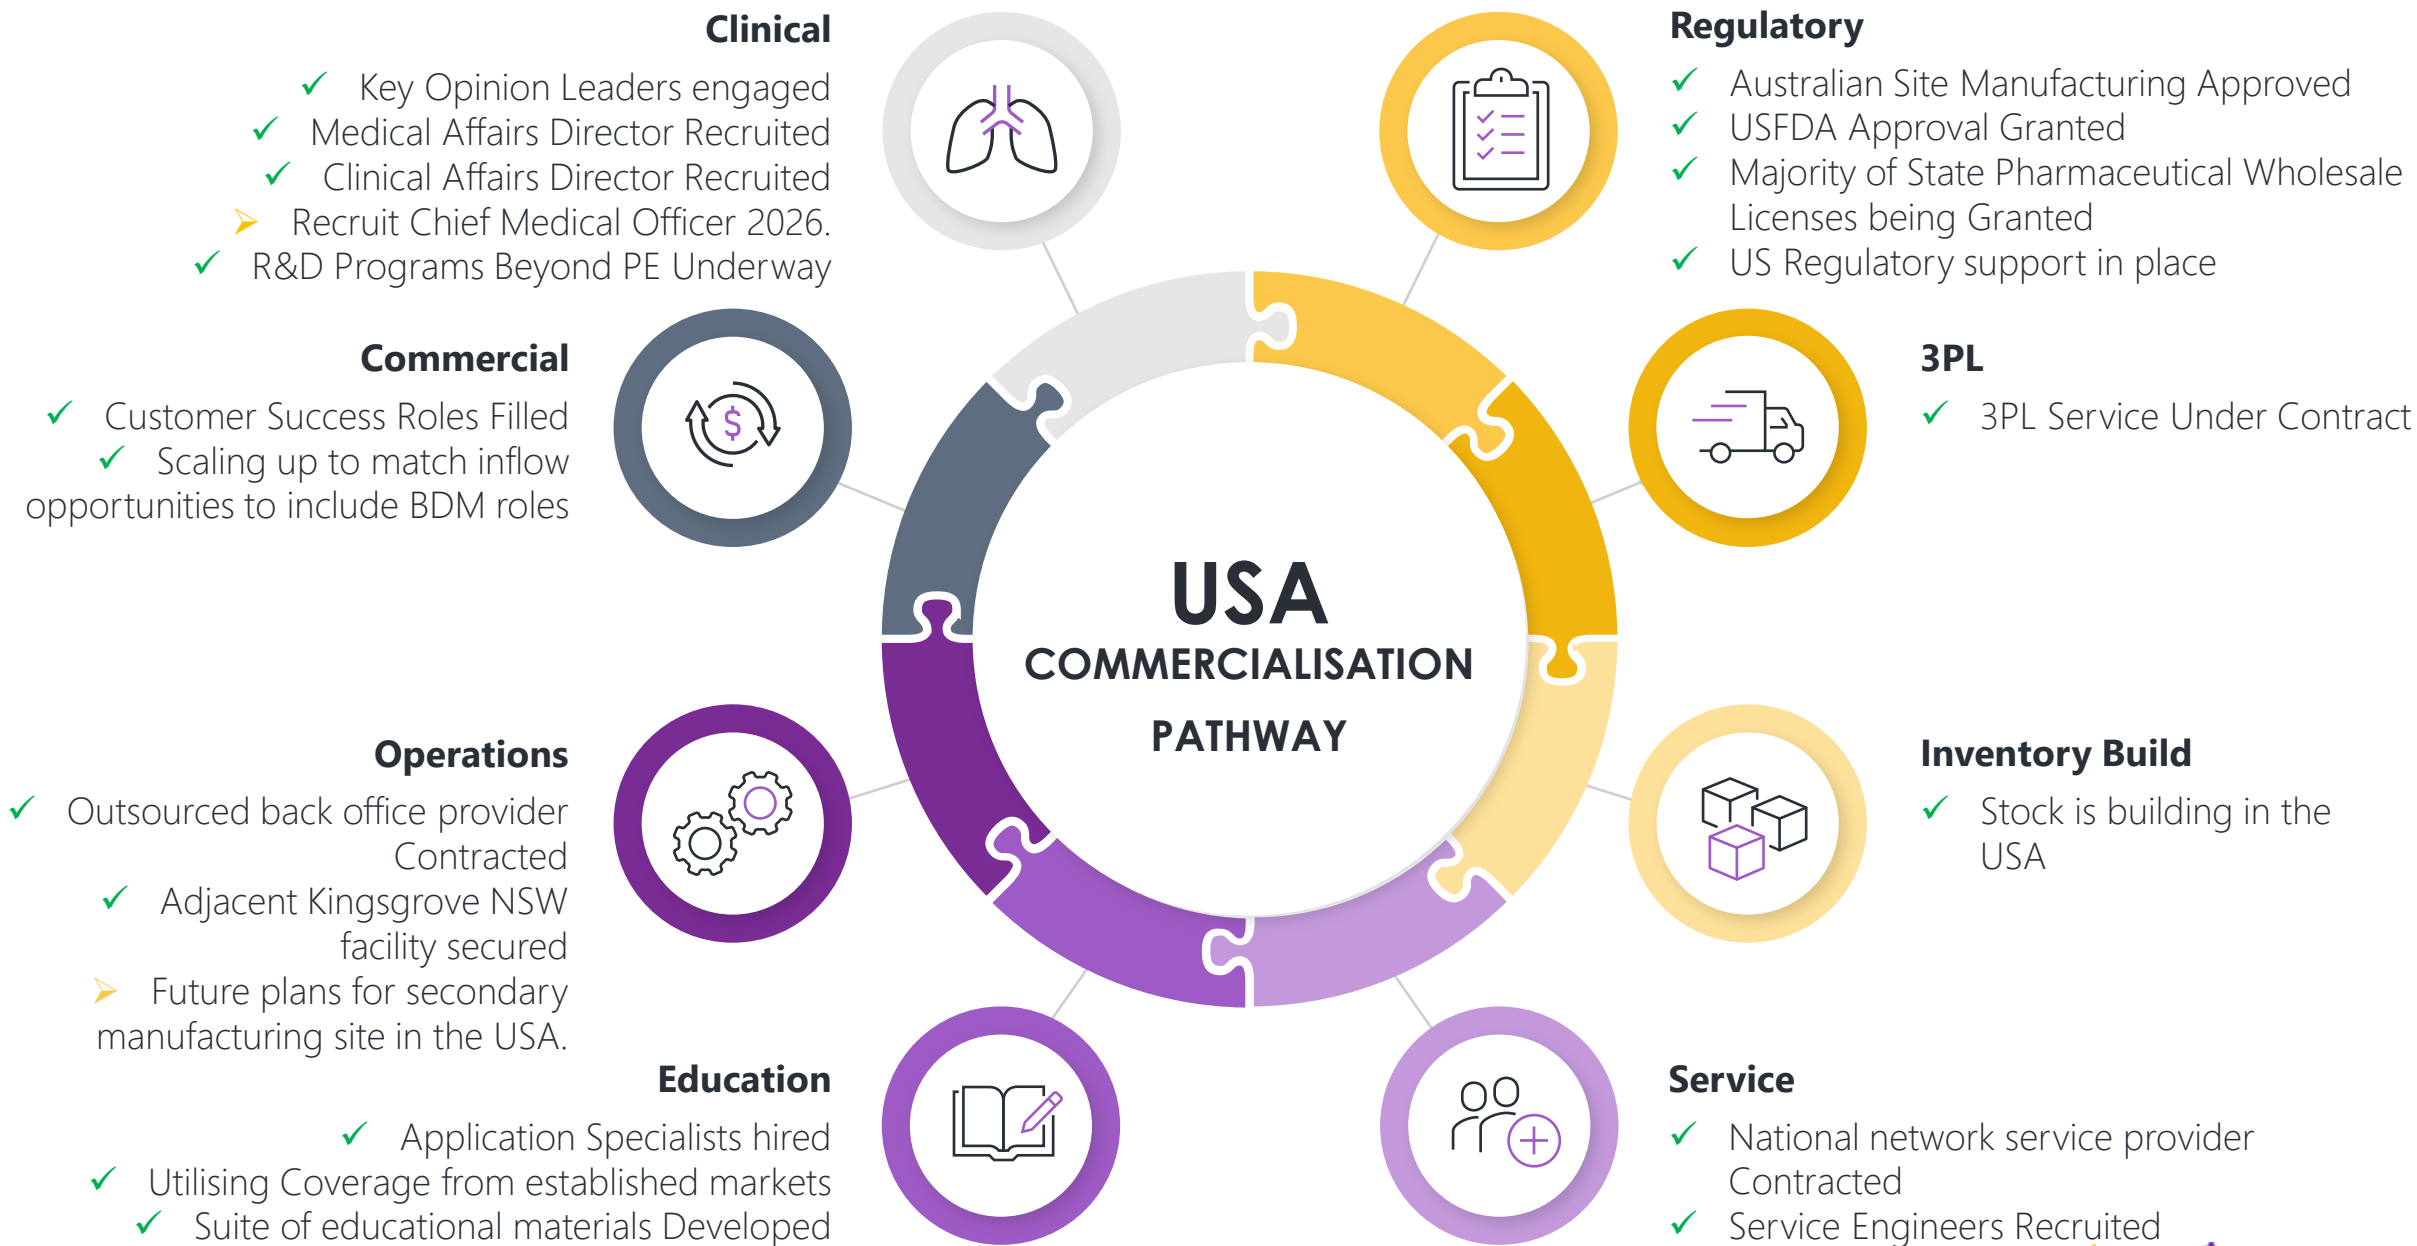 Clinical
✓ Key Opinion Leaders engaged
✓ Medical Affairs Director Recruited
✓ Clinical Affairs Director Recruited
➢ Recruit Chief Medical Officer 2026.
✓ R&D Programs Beyond PE Underway
Regulatory
✓ Australian Site Manufacturing Approved
✓ USFDA Approval Granted
✓ Majority of State Pharmaceutical Wholesale
Licenses being Granted
✓ US Regulatory support in place
Commercial
✓ Customer Success Roles Filled
✓ Scaling up to match inflow
opportunities to include BDM roles
$
3PL
✓ 3PL Service Under Contract
USA
COMMERCIALISATION
PATHWAY
Operations
✓ Outsourced back office provider
Contracted
✓ Adjacent Kingsgrove NSW
facility secured
➢ Future plans for secondary
manufacturing site in the USA.
Inventory Build
✓ Stock is building in the
USA
Education
✓ Application Specialists hired
✓ Utilising Coverage from established markets
✓ Suite of educational materials Developed
Service
✓ National network service provider
Contracted
✓ Service Engineers Recruited